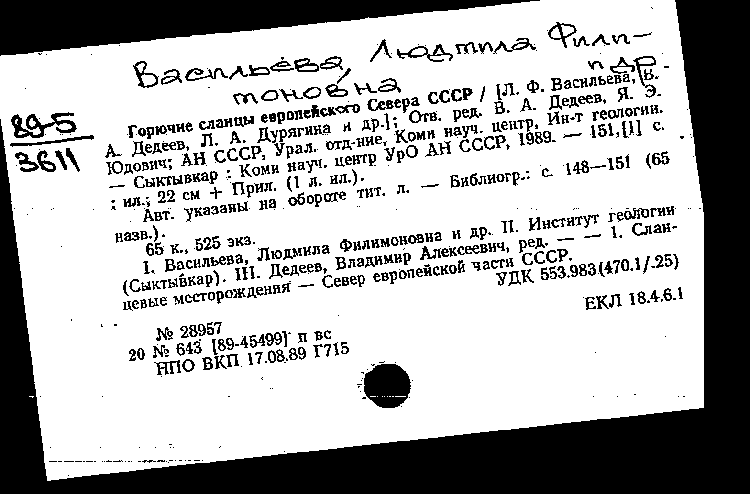 Васильева, Людмила Филип-
моновна и др
89-5
3611
Горючие сланцы европейского Севера СССР / [Л. Ф. Васильева, В.
А. Дедеев, Л. А. Дурягина и др.]; Отв. ред. В. А. Дедеев, Я. Э.
Юдович; АН СССР, Урал. отд-ние, Коми науч. центр, Ин-т геологии.
— Сыктывкар : Коми науч. центр УрО АН СССР, 1989. — 151,[1] с.
: ил.; 22 см + Прил. (1 л. ил.).
Авт. указаны на обороте тит. л. — Библиогр.: с. 148—151 (65
назв.).
65 к., 525 экз.
I. Васильева, Людмила Филимоновна и др. II. Институт геологии
(Сыктывкар). III. Дедеев, Владимир Алексеевич, ред. — — 1. Слан-
цевые месторождения — Север европейской части СССР.
УДК 553.983(470.1/.25)
ЕКЛ 18.4.6.1
№ 28957
20 № 643 [89-45499] п вс
НПО ВКП 17.08.89 Г715